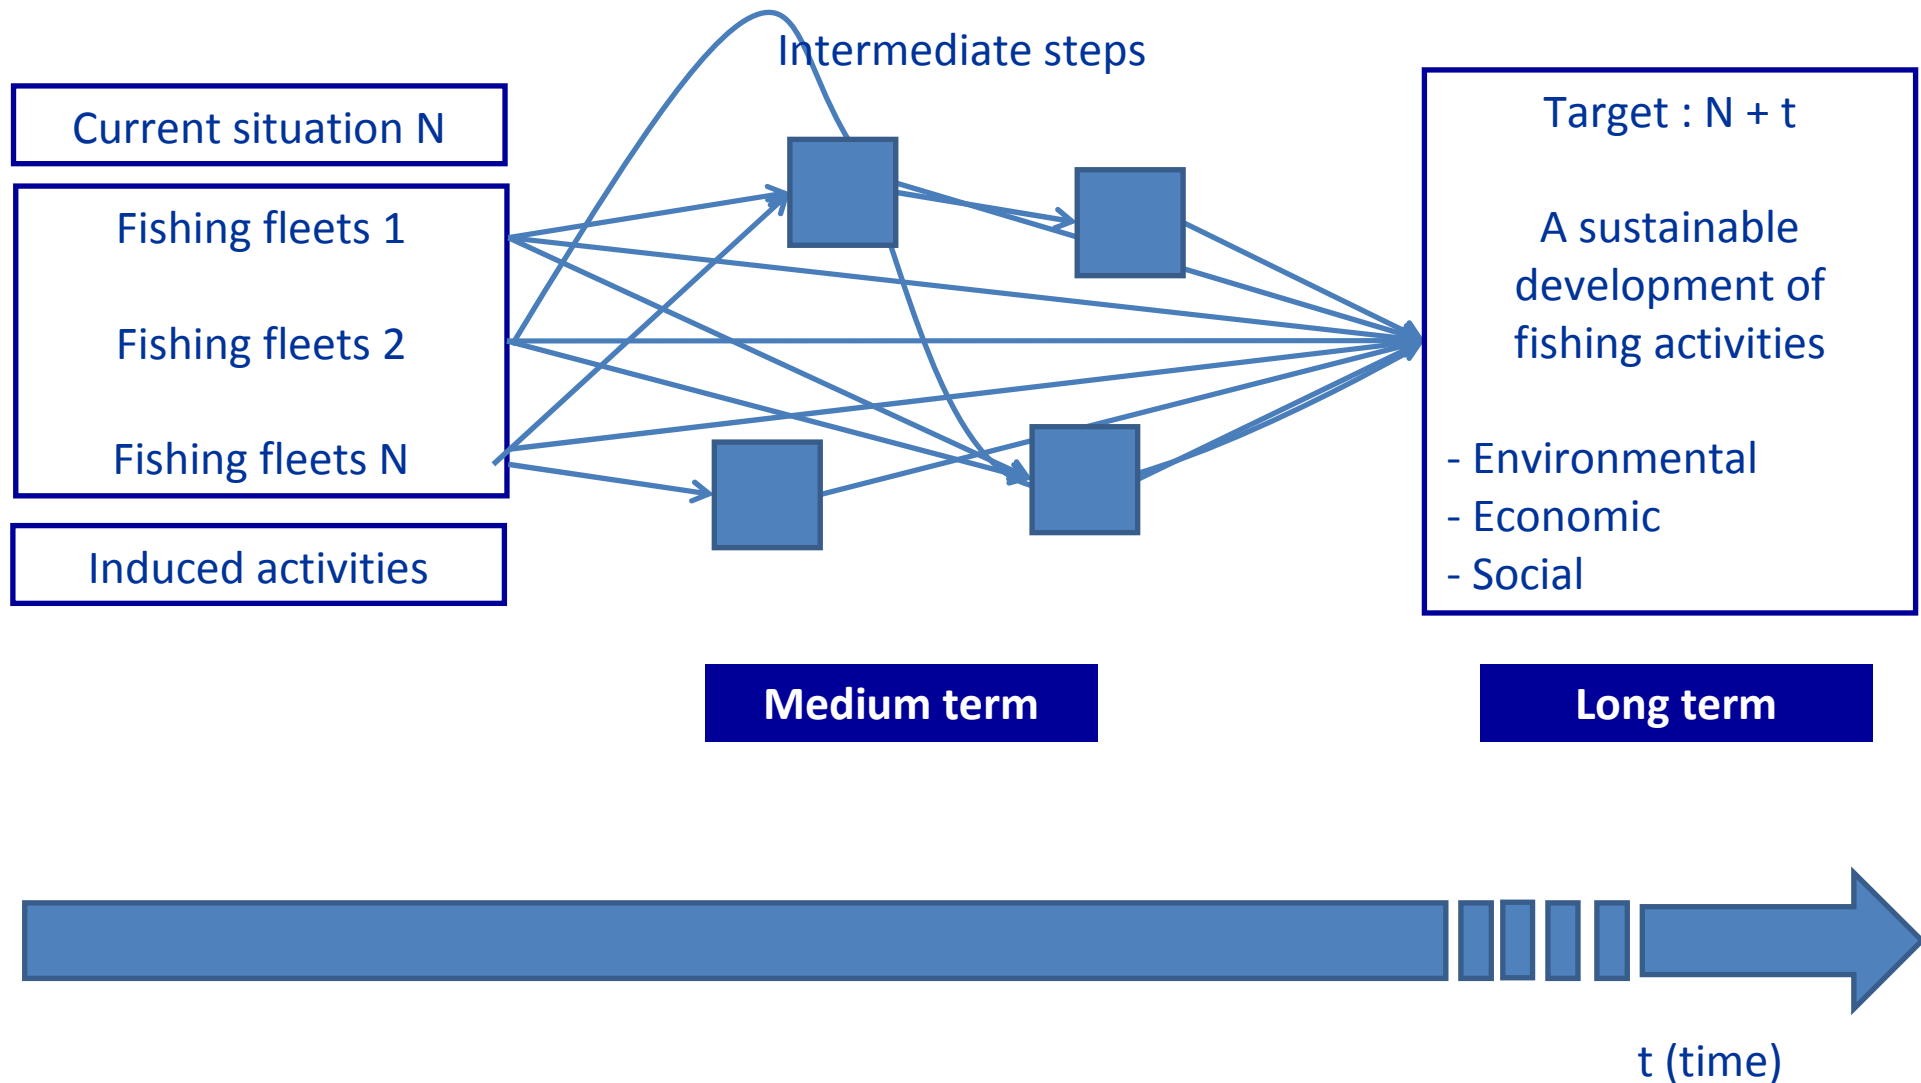 Intermediate steps
Current situation N
Fishing fleets 1
Fishing fleets 2
Fishing fleets N
Induced activities
Target : N + t
A sustainable
development of
fishing activities
- Environmental
- Economic
- Social
Medium term
Long term
t (time)